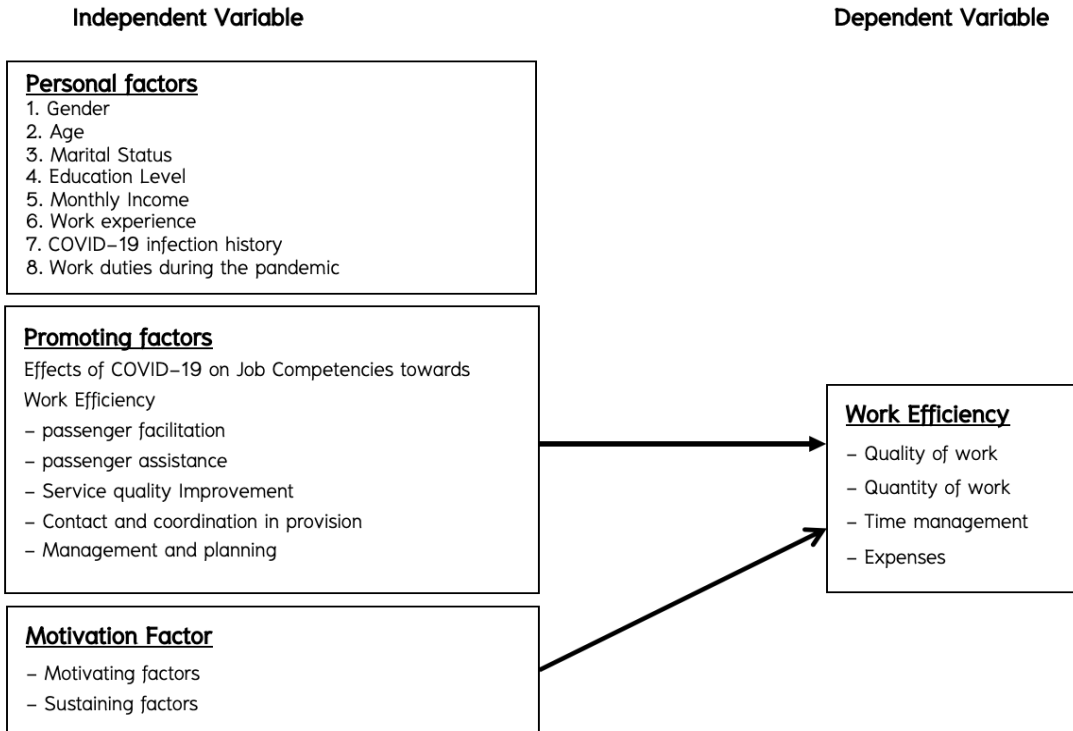 Independent Variable
Dependent Variable
Personal factors
1. Gender
2. Age
3. Marital Status
4. Education Level
5. Monthly Income
6. Work experience
7. COVID-19 infection history
8. Work duties during the pandemic
Promoting factors
Effects of COVID-19 on Job Competencies towards
Work Efficiency
- passenger facilitation
- passenger assistance
- Service quality Improvement
- Contact and coordination in provision
- Management and planning
Motivation Factor
- Motivating factors
- Sustaining factors
Work Efficiency
- Quality of work
- Quantity of work
- Time management
- Expenses